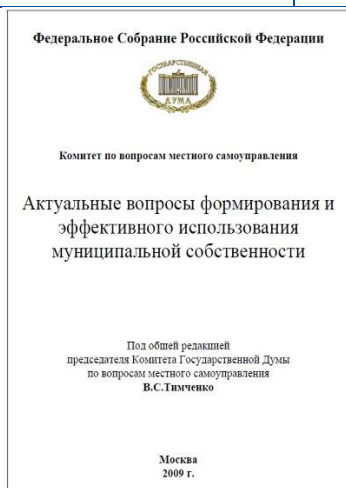 Федеральное Собрание Российской Федерации
ГОСУДАРСТВЕННАЯ
ДУМА
Комитет по вопросам местного самоуправления
Актуальные вопросы формирования и
эффективного использования
муниципальной собственности
Под общей редакцией
председателя Комитета Государственной Думы
по вопросам местного самоуправления
В.С.Тимченко
Москва
2009 г.